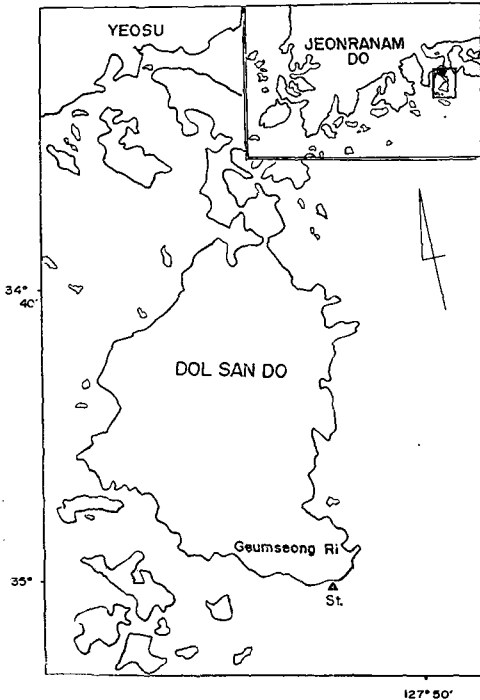 YEOSU
JEONRANAM
DO
34°
40'
DOL SAN DO
Geumseong Ri
35°
St.
127°50'